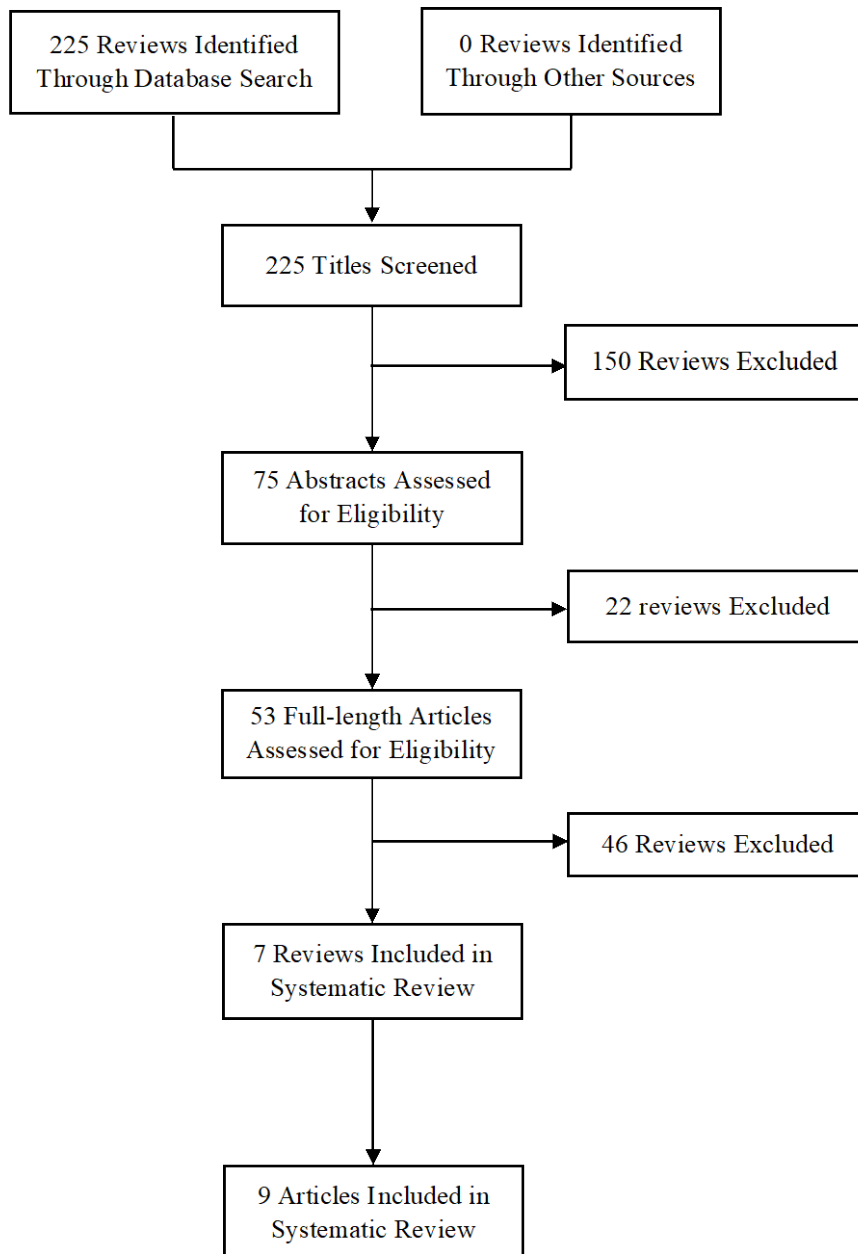 225 Reviews Identified
Through Database Search
0 Reviews Identified
Through Other Sources
225 Titles Screened
150 Reviews Excluded
75 Abstracts Assessed
for Eligibility
22 reviews Excluded
53 Full-length Articles
Assessed for Eligibility
46 Reviews Excluded
7 Reviews Included in
Systematic Review
9 Articles Included in
Systematic Review